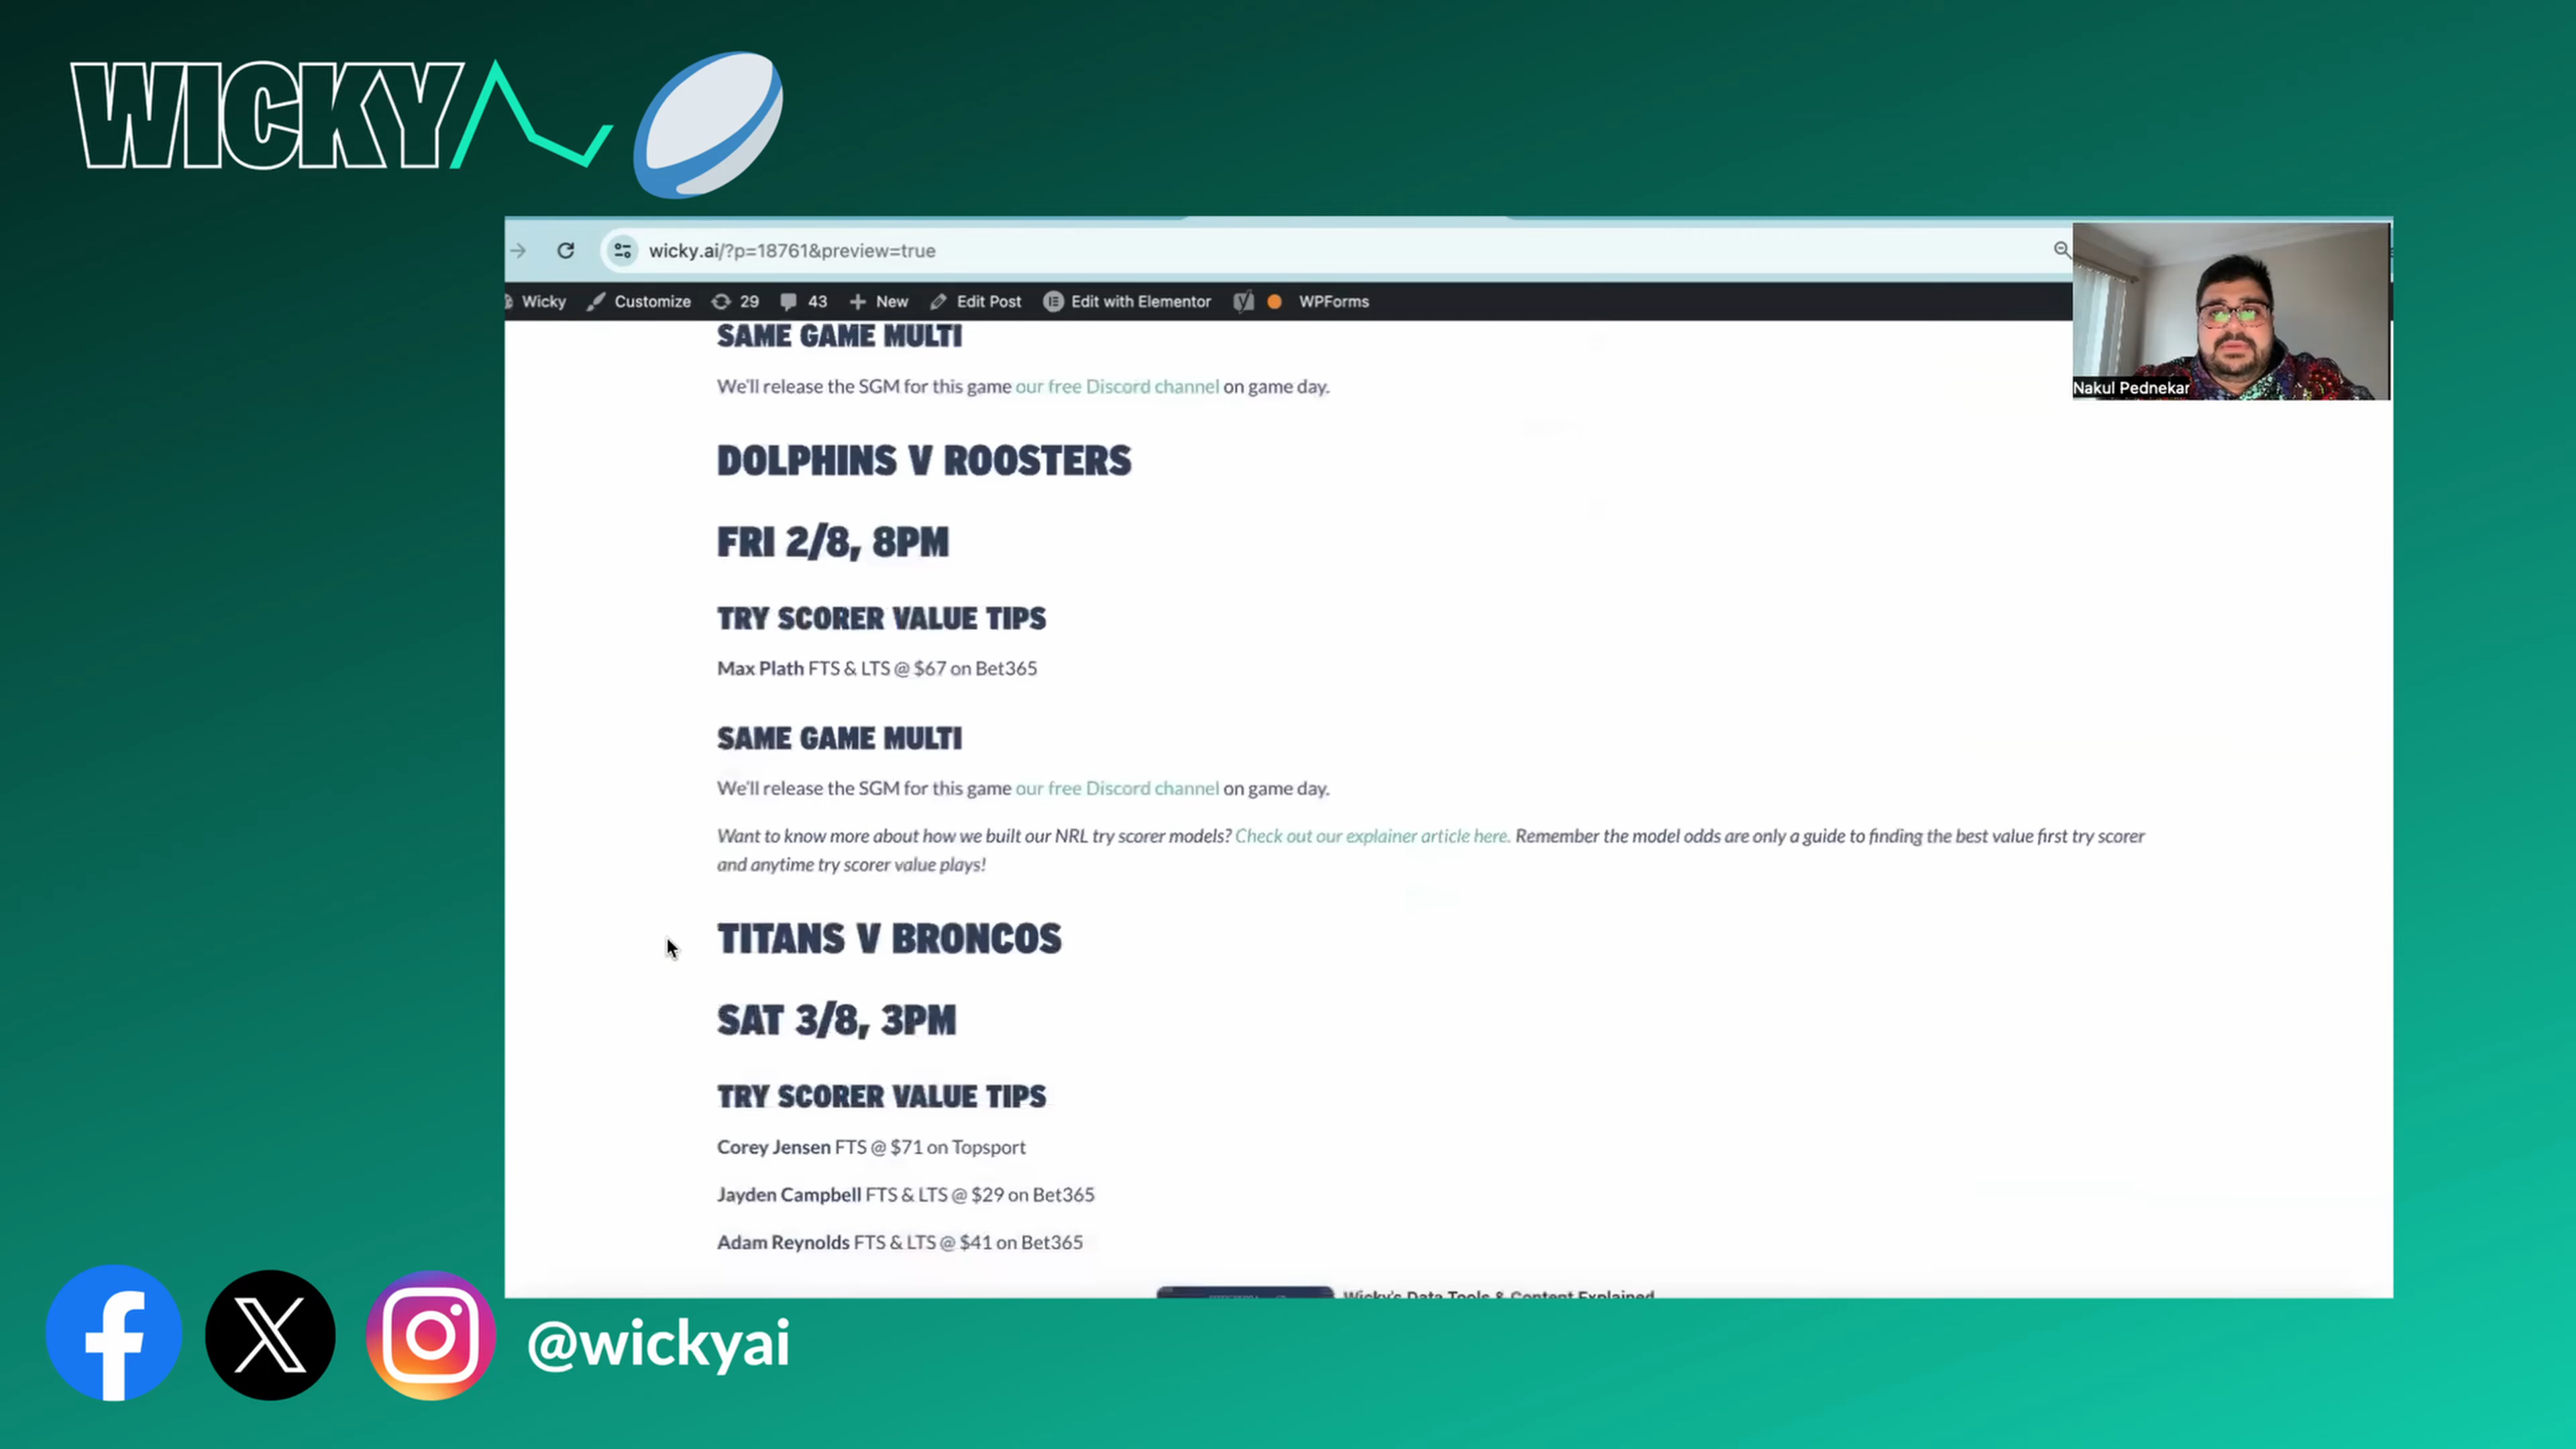 WICKY
wicky.ai/?p=18761&preview=true
Wicky Customize 29 43 New Edit Post Edit with Elementor WPForms
Nakul Pednekar
SAME GAME MULTI
We'll release the SGM for this game our free Discord channel on game day.
DOLPHINS V ROOSTERS
FRI 2/8, 8PM
TRY SCORER VALUE TIPS
Max Plath FTS & LTS @ $67 on Bet365
SAME GAME MULTI
We'll release the SGM for this game our free Discord channel on game day.
Want to know more about how we built our NRL try scorer models? Check out our explainer article here. Remember the model odds are only a guide to finding the best value first try scorer
and anytime try scorer value plays!
TITANS V BRONCOS
SAT 3/8, 3PM
TRY SCORER VALUE TIPS
Corey Jensen FTS @ $71 on Topsport
Jayden Campbell FTS & LTS @ $29 on Bet365
Adam Reynolds FTS & LTS @ $41 on Bet365
Wicky's Data Tools & Content Explained
@wickyai